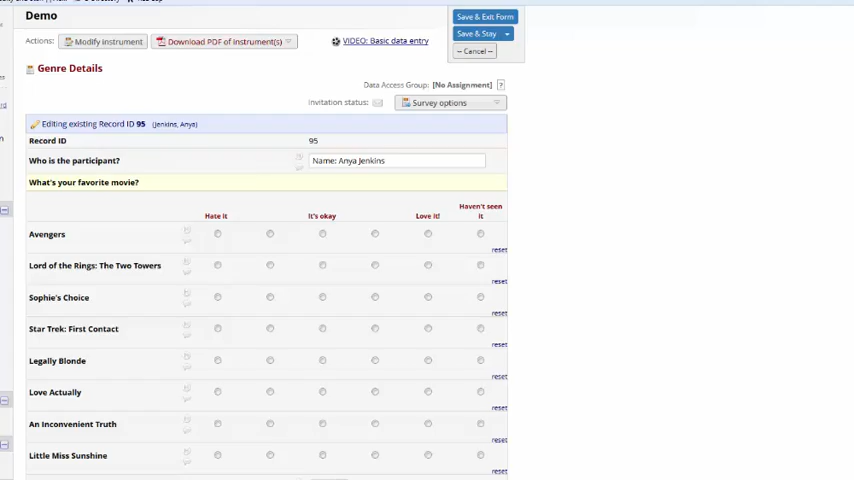 Demo
Save & Exit Form
Save & Stay
-- Cancel --
Actions: Modify instrument Download PDF of instrument(s) VIDEO: Basic data entry
Genre Details
Data Access Group: [No Assignment] ?
Invitation status: Survey options
Editing existing Record ID 95 (Jenkins, Anya)
Record ID 95
Who is the participant? Name: Anya Jenkins
What's your favorite movie?
Hate it It's okay Love it! Haven't seen it
Avengers
reset
Lord of the Rings: The Two Towers
reset
Sophie's Choice
reset
Star Trek: First Contact
reset
Legally Blonde
reset
Love Actually
reset
An Inconvenient Truth
reset
Little Miss Sunshine
reset